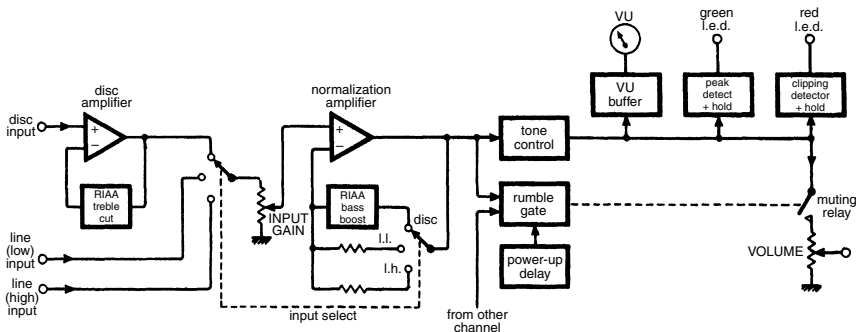 disc
amplifier
disc
input
+
−
RIAA
treble
cut
line
(low)
input
line
(high)
input
INPUT
GAIN
input select
normalization
amplifier
+
−
RIAA
bass
boost
disc
l.l.
l.h.
from other
channel
tone
control
rumble
gate
power-up
delay
VU
VU
buffer
green
l.e.d.
peak
detect
+ hold
red
l.e.d.
clipping
detector
+ hold
muting
relay
VOLUME